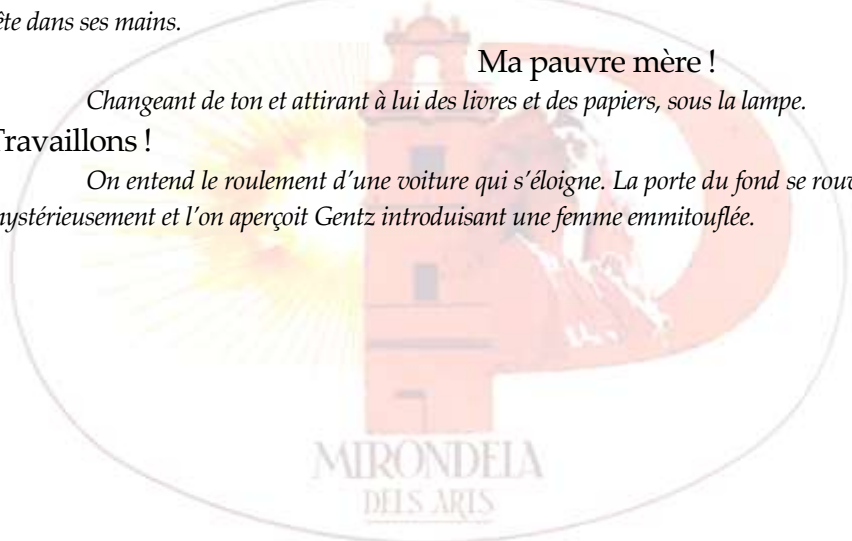 ête dans ses mains.
Ma pauvre mère !
Changeant de ton et attirant à lui des livres et des papiers, sous la lampe.
Travaillons !
On entend le roulement d’une voiture qui s’éloigne. La porte du fond se rouv
mystérieusement et l’on aperçoit Gentz introduisant une femme emmitouflée.
MIRONDELA
DELS ARTS